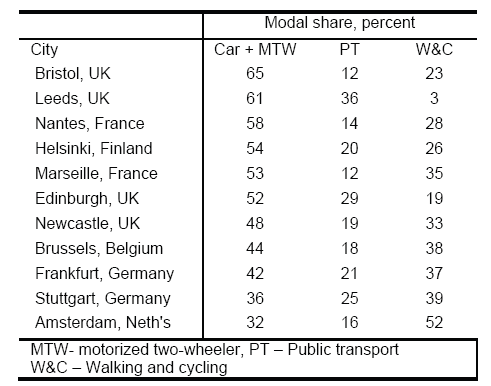 Modal share, percent
City Car + MTW PT W&C
Bristol, UK 65 12 23
Leeds, UK 61 36 3
Nantes, France 58 14 28
Helsinki, Finland 54 20 26
Marseille, France 53 12 35
Edinburgh, UK 52 29 19
Newcastle, UK 48 19 33
Brussels, Belgium 44 18 38
Frankfurt, Germany 42 21 37
Stuttgart, Germany 36 25 39
Amsterdam, Neth's 32 16 52
MTW- motorized two-wheeler, PT – Public transport
W&C – Walking and cycling